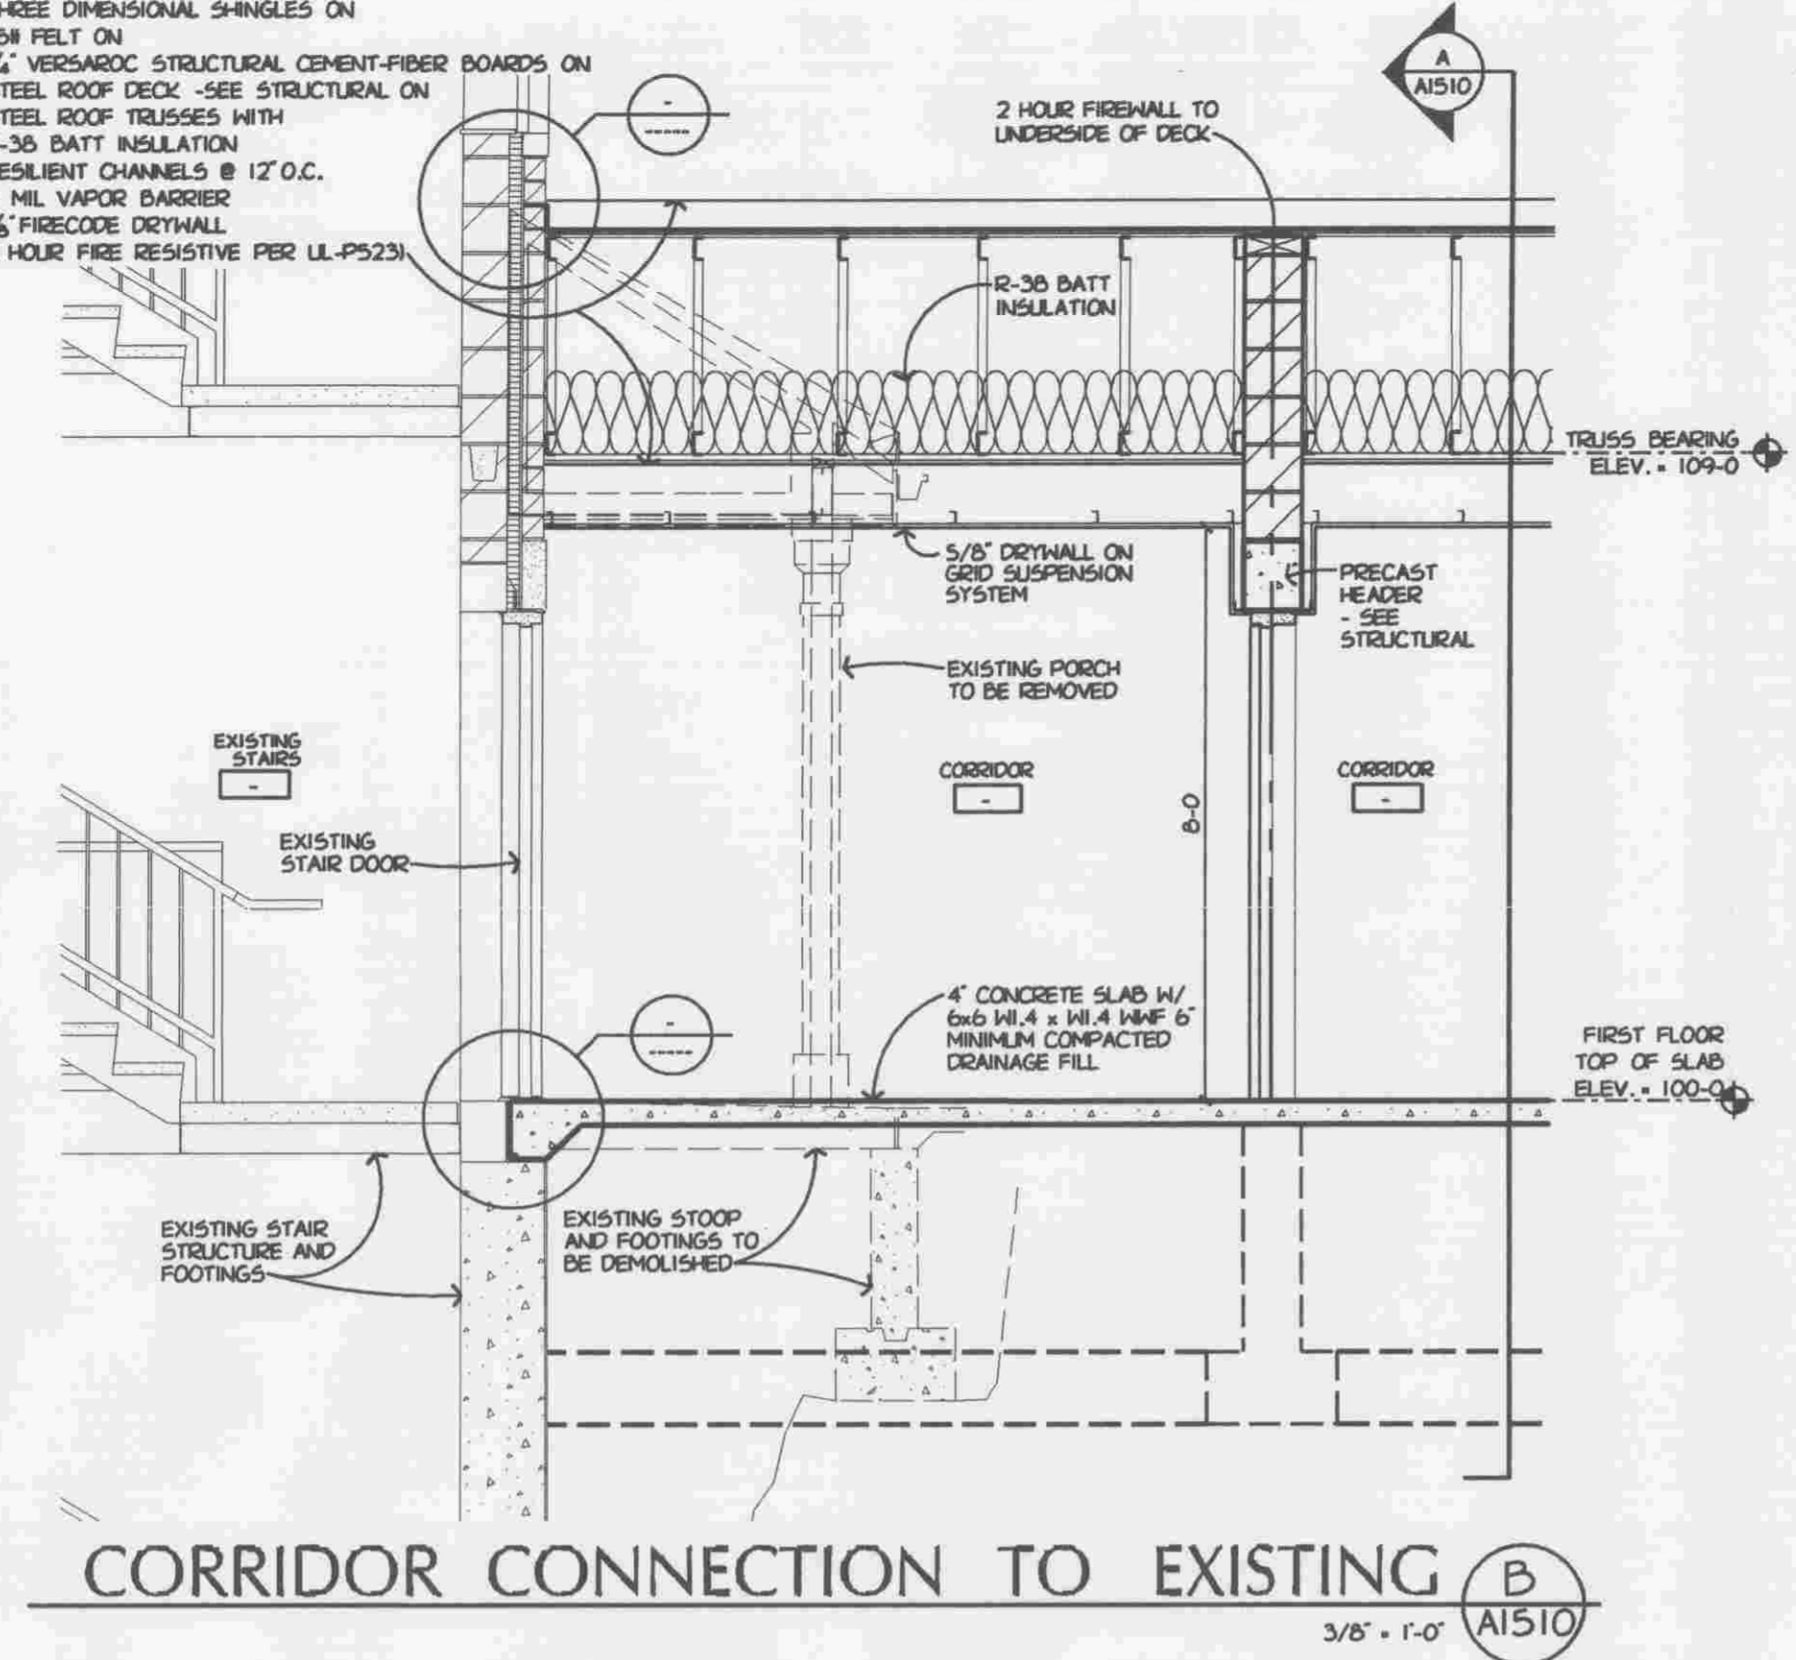 HREE DIMENSIONAL SHINGLES ON
5# FELT ON
VERSAROC STRUCTURAL CEMENT-FIBER BOARDS ON
TEEL ROOF DECK -SEE STRUCTURAL ON
TEEL ROOF TRUSSES WITH
-38 BATT INSULATION
ESILIENT CHANNELS @ 12" O.C.
MIL VAPOR BARRIER
FIRECODE DRYWALL
HOUR FIRE RESISTIVE PER UL-P523)
-
-----
2 HOUR FIREWALL TO
UNDERSIDE OF DECK
A
A1510
R-38 BATT
INSULATION
TRUSS BEARING
ELEV. = 109-0
5/8" DRYWALL ON
GRID SUSPENSION
SYSTEM
PRECAST
HEADER
- SEE
STRUCTURAL
EXISTING PORCH
TO BE REMOVED
EXISTING
STAIRS
-
CORRIDOR
-
CORRIDOR
-
8-0
EXISTING
STAIR DOOR
-
-----
4" CONCRETE SLAB W/
6x6 W1.4 x W1.4 WWF 6"
MINIMUM COMPACTED
DRAINAGE FILL
FIRST FLOOR
TOP OF SLAB
ELEV. = 100-0
EXISTING STAIR
STRUCTURE AND
FOOTINGS
EXISTING STOOP
AND FOOTINGS TO
BE DEMOLISHED
CORRIDOR CONNECTION TO EXISTING
B
A1510
3/8" = 1'-0"